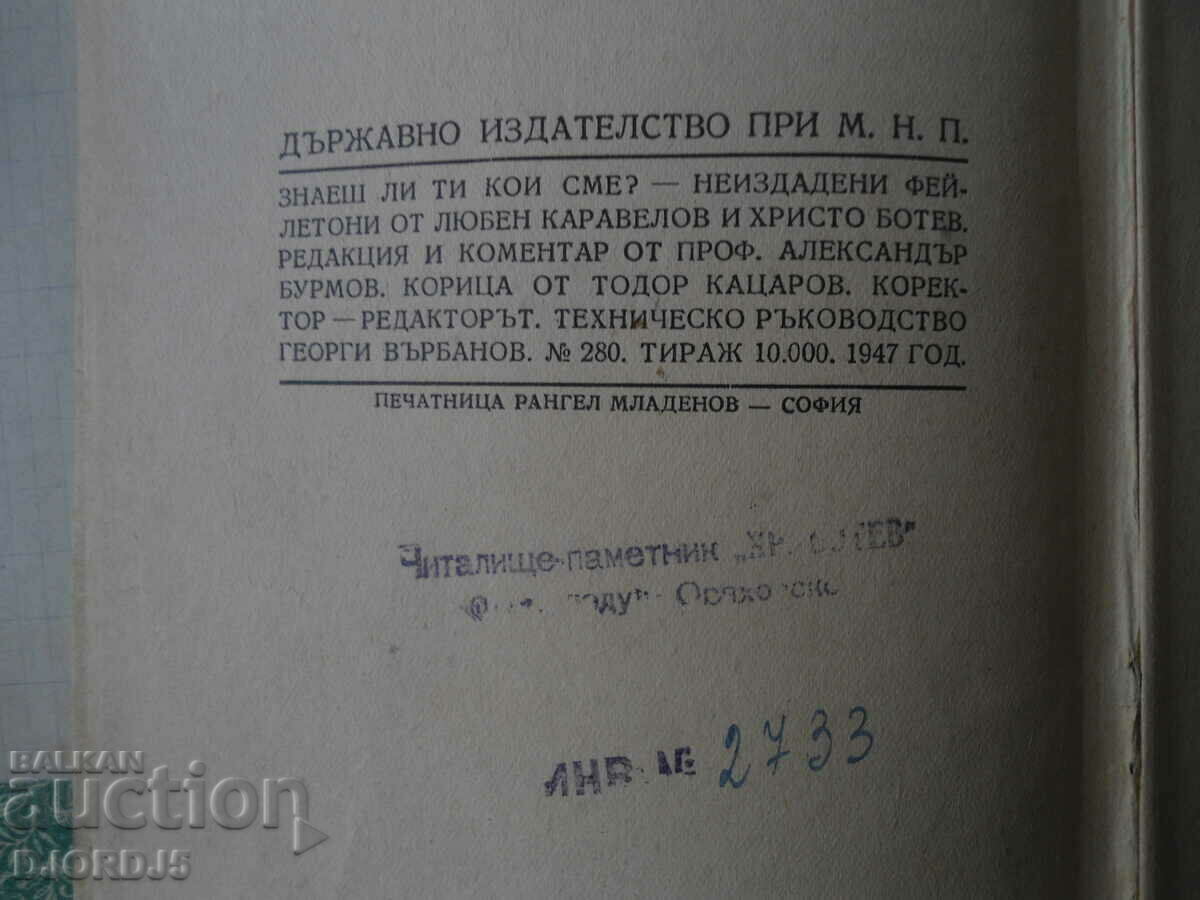 ДЪРЖАВНО ИЗДАТЕЛСТВО ПРИ М. Н. П.
ЗНАЕШ ЛИ ТИ КОИ СМЕ? — НЕИЗДАДЕНИ ФЕЙ-
ЛЕТОНИ ОТ ЛЮБЕН КАРАВЕЛОВ И ХРИСТО БОТЕВ.
РЕДАКЦИЯ И КОМЕНТАР ОТ ПРОФ. АЛЕКСАНДЪР
БУРМОВ. КОРИЦА ОТ ТОДОР КАЦАРОВ. КОРЕК-
ТОР — РЕДАКТОРЪТ. ТЕХНИЧЕСКО РЪКОВОДСТВО
ГЕОРГИ ВЪРБАНОВ. № 280. ТИРАЖ 10.000. 1947 ГОД.
ПЕЧАТНИЦА РАНГЕЛ МЛАДЕНОВ — СОФИЯ
Читалище-паметник
ИНВ № 2733
BALKAN
auction
DJORDJ5